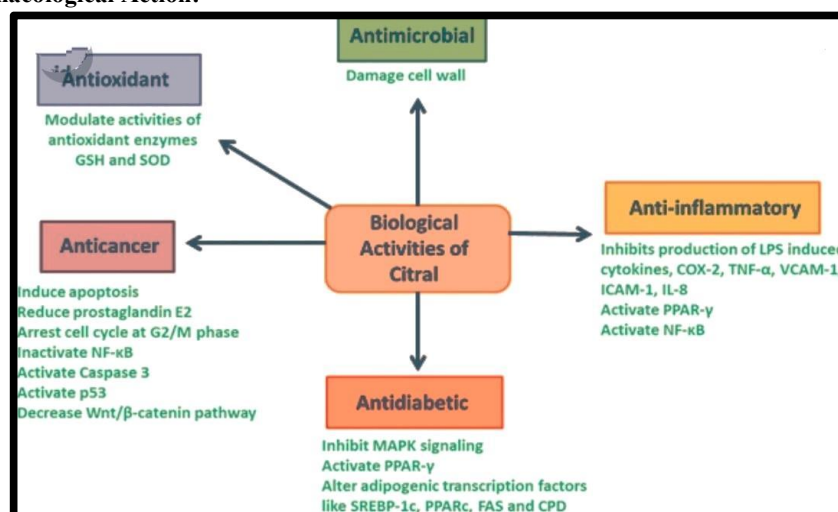 nacological Action:
Antimicrobial
Damage cell wall
Antioxidant
Modulate activities of
antioxidant enzymes
GSH and SOD
Biological
Activities of
Citral
Anti-inflammatory
Inhibits production of LPS induced
cytokines, COX-2, TNF-α, VCAM-1
ICAM-1, IL-8
Activate PPAR-γ
Activate NF-κB
Anticancer
Induce apoptosis
Reduce prostaglandin E2
Arrest cell cycle at G2/M phase
Inactivate NF-κB
Activate Caspase 3
Activate p53
Decrease Wnt/β-catenin pathway
Antidiabetic
Inhibit MAPK signaling
Activate PPAR-γ
Alter adipogenic transcription factors
like SREBP-1c, PPARc, FAS and CPD